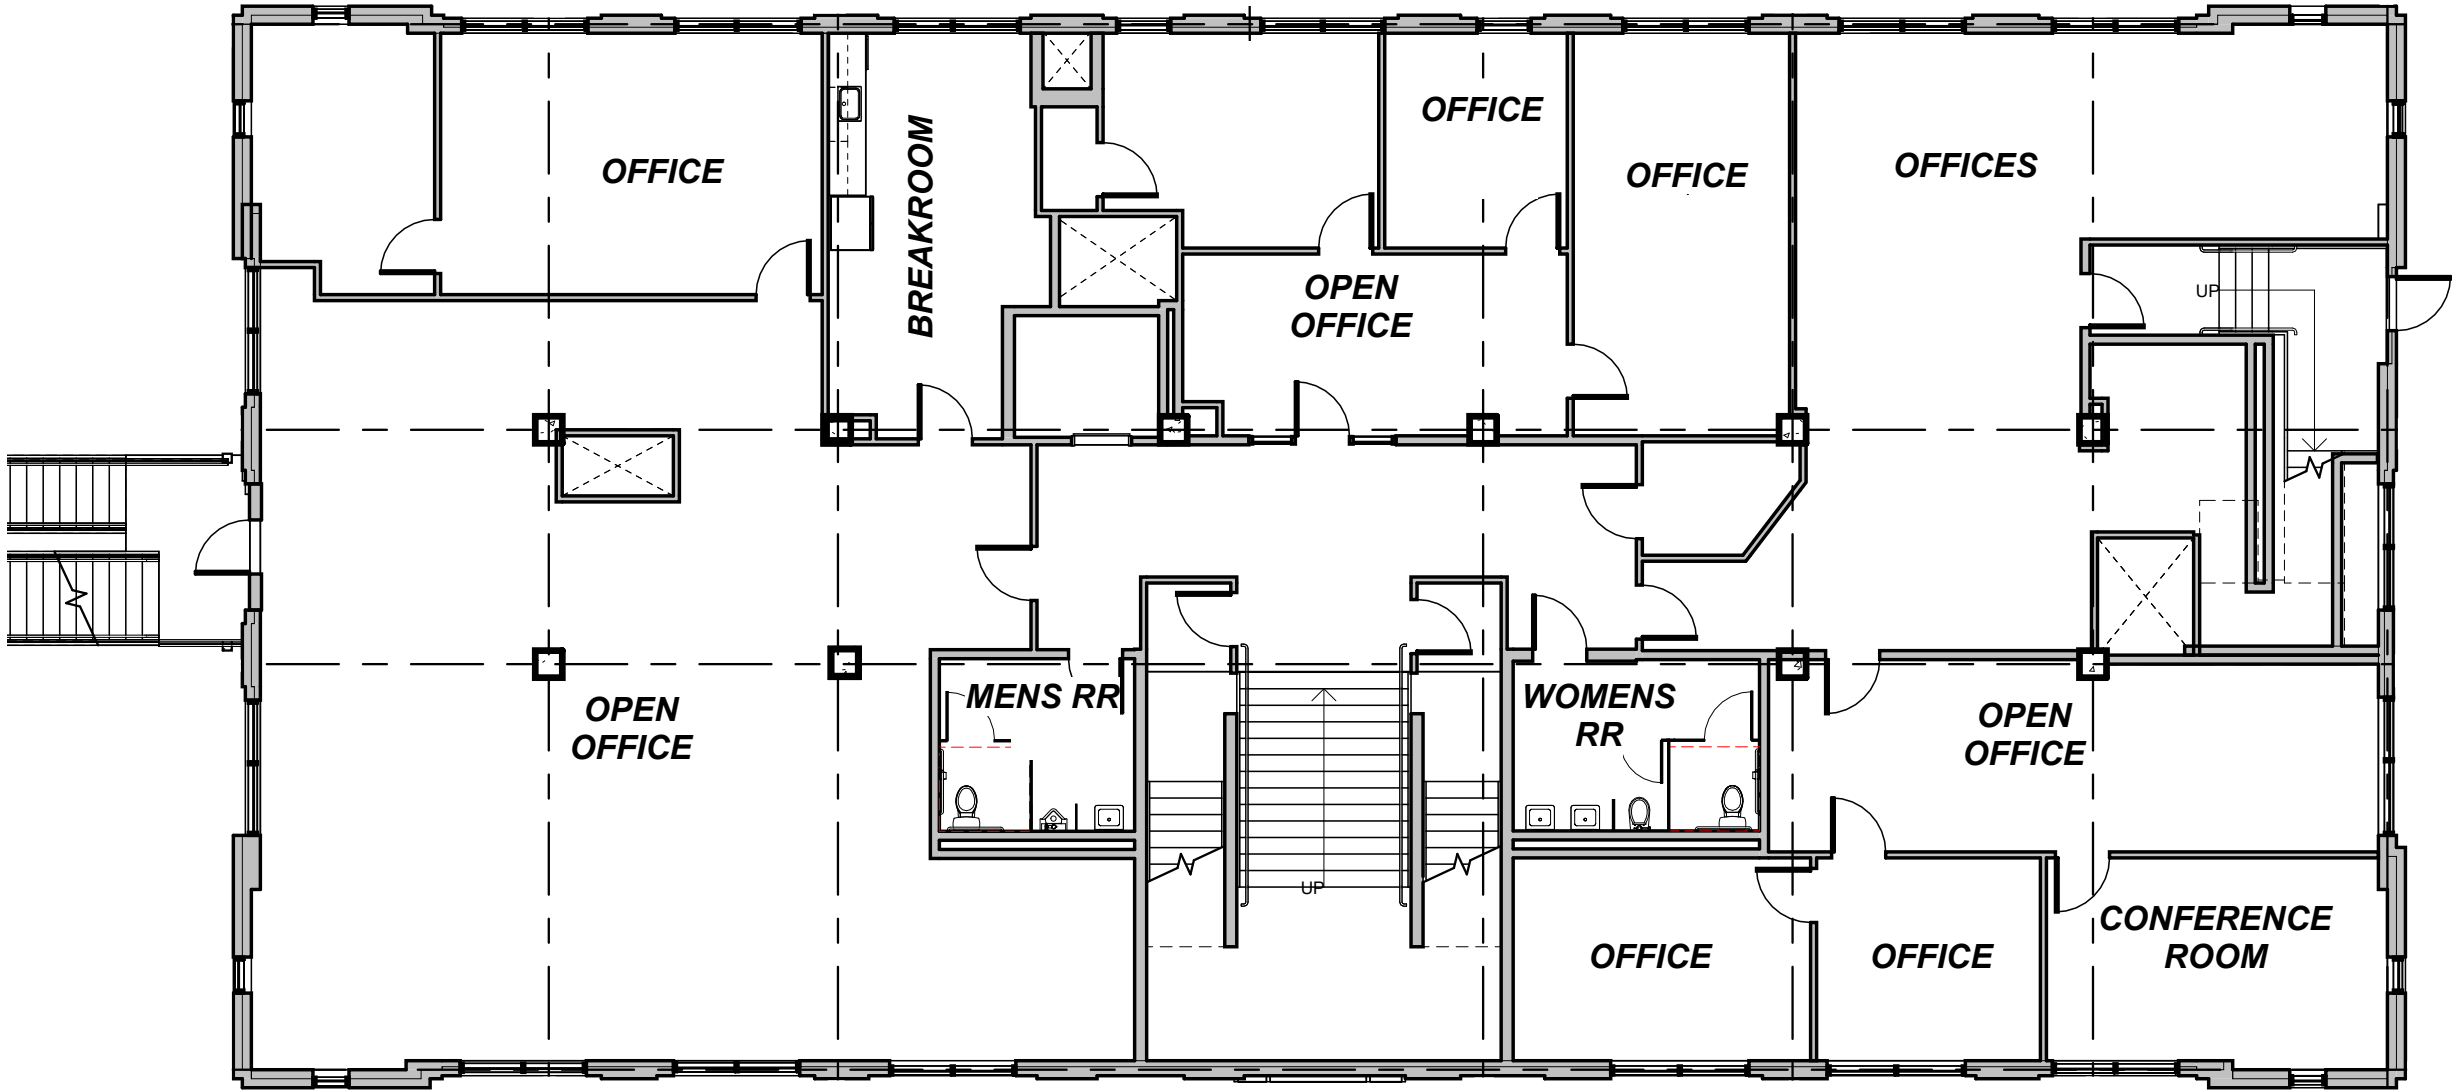 OFFICE
BREAKROOM
OFFICE
OFFICE
OFFICES
OPEN
OFFICE
UP
MENS RR
WOMENS
RR
OPEN
OFFICE
OPEN
OFFICE
UP
OFFICE
OFFICE
CONFERENCE
ROOM